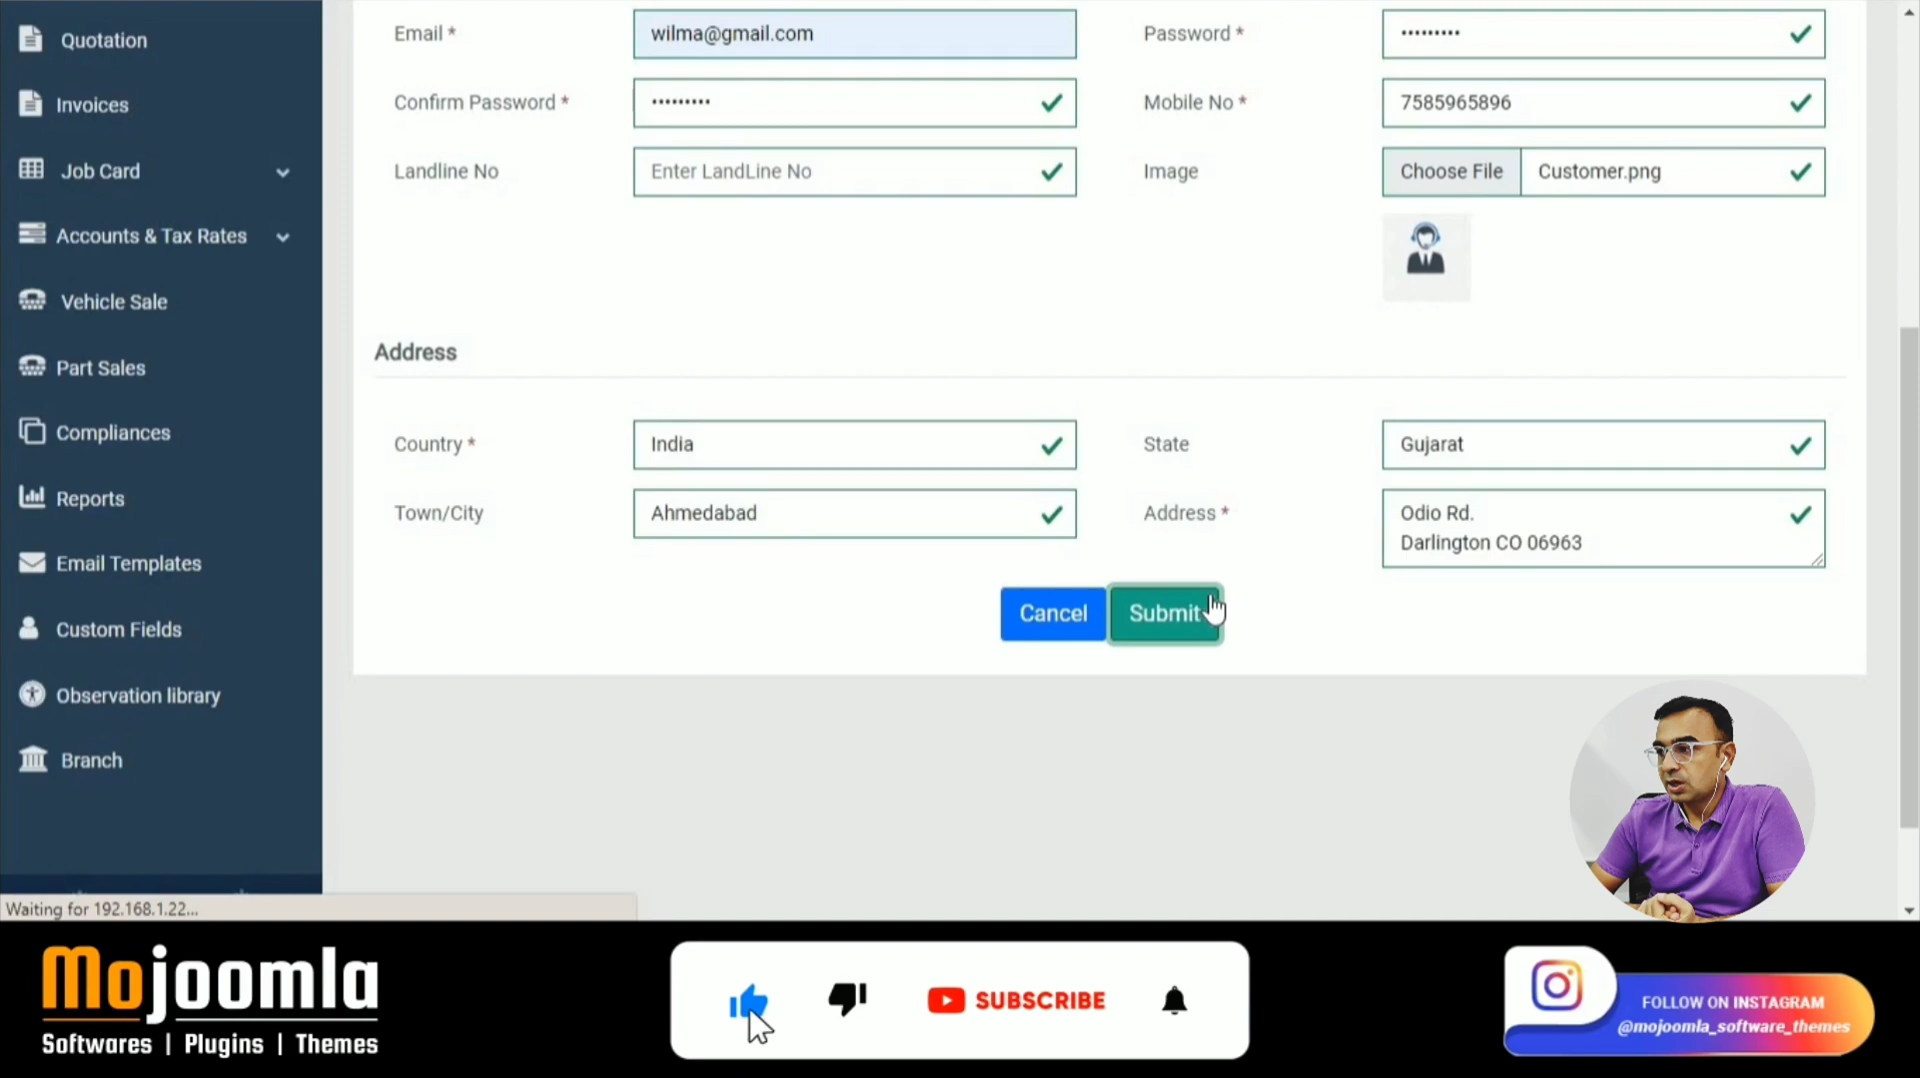 Quotation
Invoices
Job Card
Accounts & Tax Rates
Vehicle Sale
Part Sales
Compliances
Reports
Email Templates
Custom Fields
Observation library
Branch
Email *
wilma@gmail.com
Password *
•••••••••
Confirm Password *
•••••••••
Mobile No *
7585965896
Landline No
Enter LandLine No
Image
Choose File
Customer.png
Address
Country *
India
State
Gujarat
Town/City
Ahmedabad
Address *
Odio Rd.
Darlington CO 06963
Cancel
Submit
Waiting for 192.168.1.22...
Mojoomla
Softwares | Plugins | Themes
SUBSCRIBE
FOLLOW ON INSTAGRAM
@mojoomla_software_themes